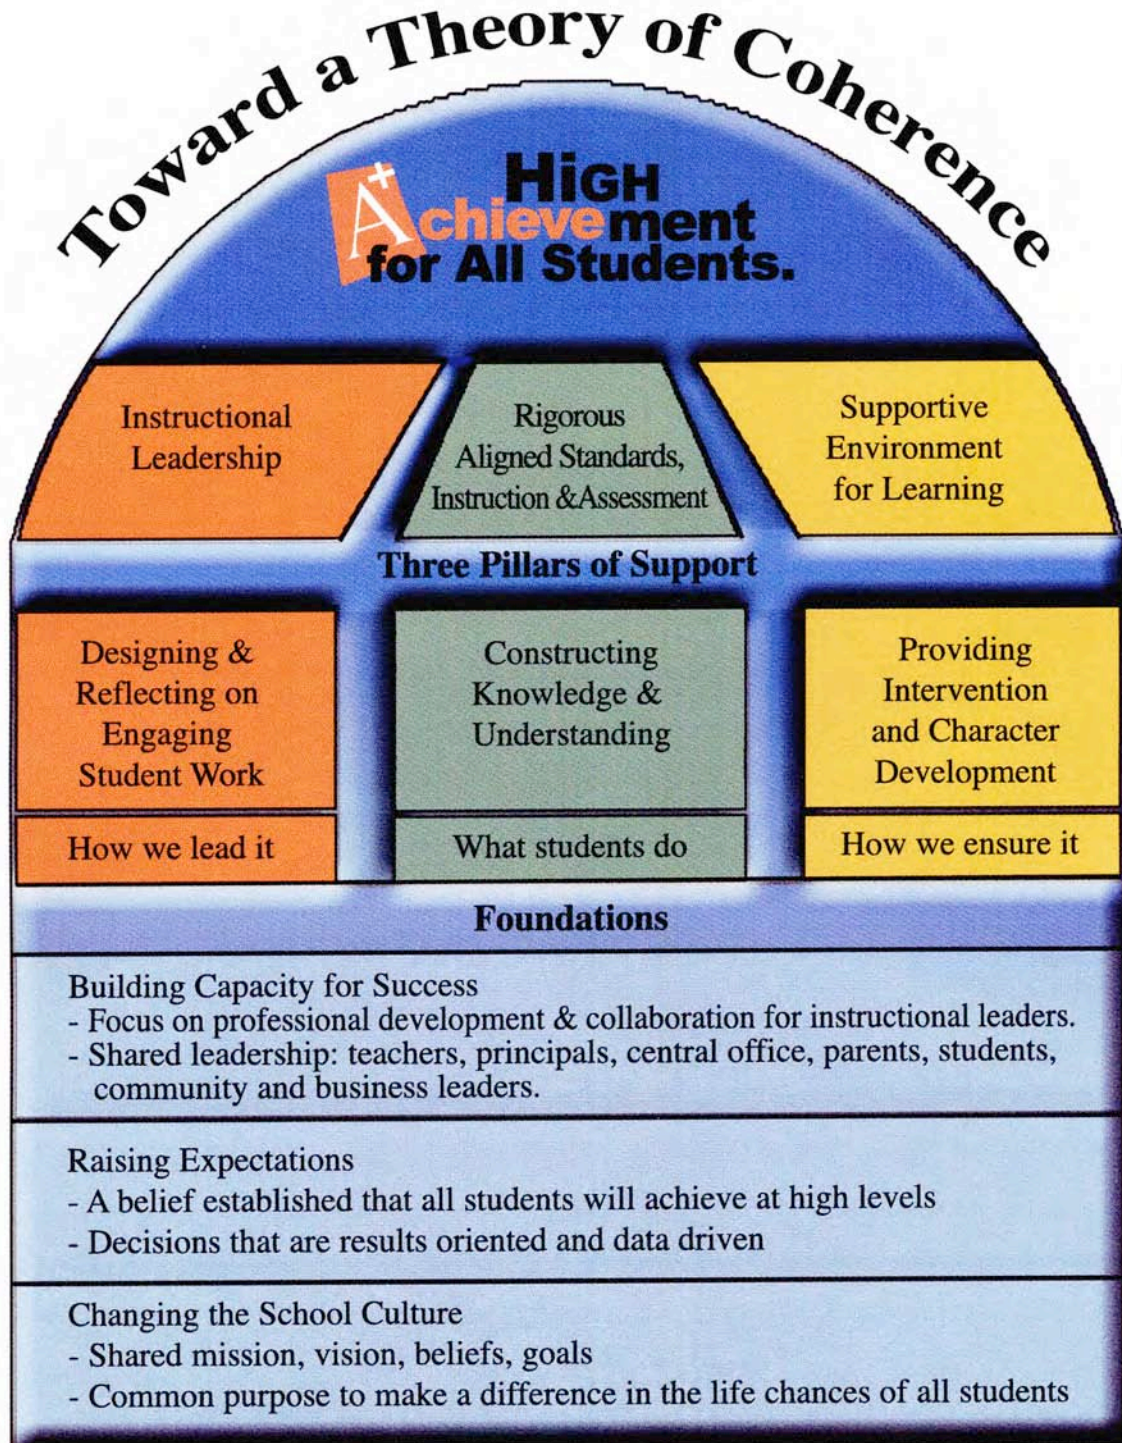 Toward a Theory of Coherence
HiGH
A+chievement
for All Students.
Instructional
Leadership
Rigorous
Aligned Standards,
Instruction &Assessment
Supportive
Environment
for Learning
Three Pillars of Support
Designing &
Reflecting on
Engaging
Student Work
Constructing
Knowledge &
Understanding
Providing
Intervention
and Character
Development
How we lead it
What students do
How we ensure it
Foundations
Building Capacity for Success
- Focus on professional development & collaboration for instructional leaders.
- Shared leadership: teachers, principals, central office, parents, students,
community and business leaders.
Raising Expectations
- A belief established that all students will achieve at high levels
- Decisions that are results oriented and data driven
Changing the School Culture
- Shared mission, vision, beliefs, goals
- Common purpose to make a difference in the life chances of all students